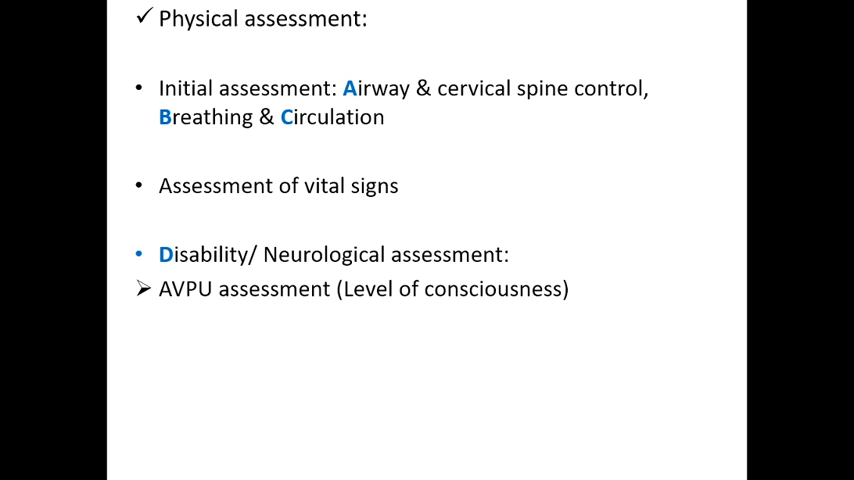 ✓ Physical assessment:
• Initial assessment: Airway & cervical spine control,
Breathing & Circulation
• Assessment of vital signs
• Disability/ Neurological assessment:
➢ AVPU assessment (Level of consciousness)